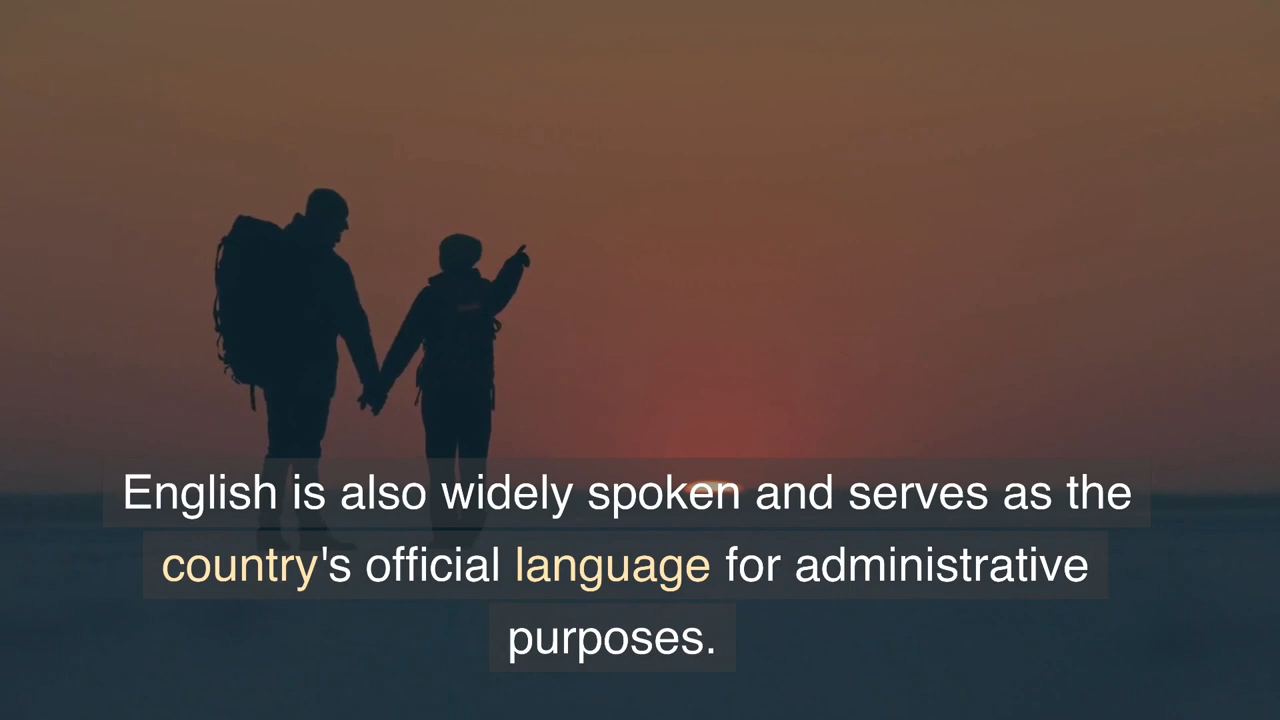 English is also widely spoken and serves as the
country's official language for administrative
purposes.